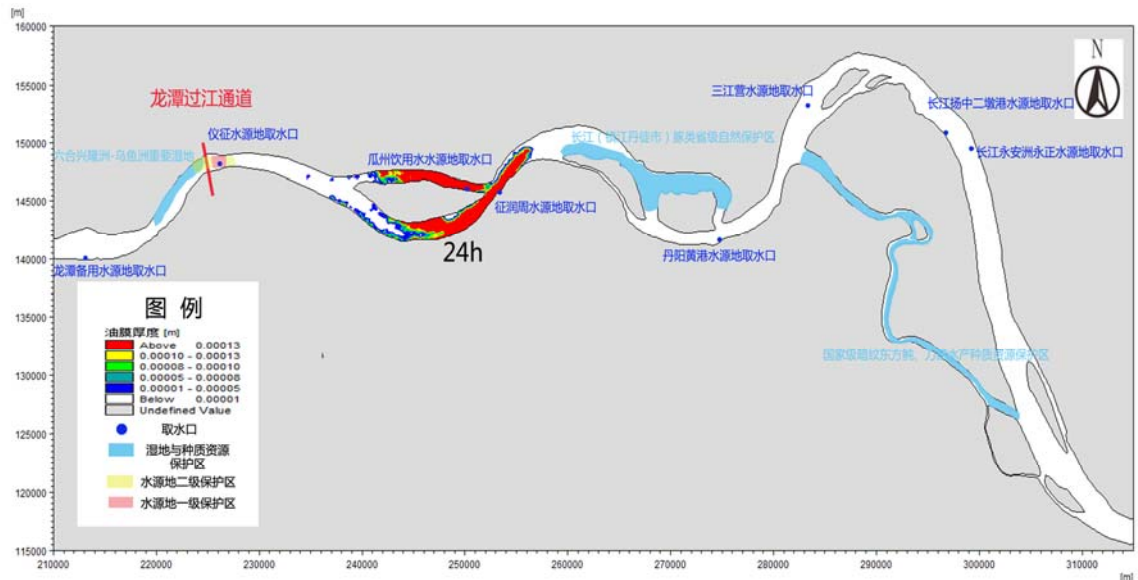 [m]
160000
155000
150000
145000
140000
135000
130000
125000
120000
115000
N
龙潭过江通道
仪征水源地取水口
六合兴隆洲-乌鱼洲重要湿地
瓜州饮用水水源地取水口
长江（镇江丹徒市）豚类省级自然保护区
三江营水源地取水口
长江扬中二墩港水源地取水口
长江永安洲永正水源地取水口
征润周水源地取水口
24h
丹阳黄港水源地取水口
龙潭备用水源地取水口
图 例
油膜厚度 [m]
Above 0.00013
0.00010 - 0.00013
0.00008 - 0.00010
0.00005 - 0.00008
0.00001 - 0.00005
Below 0.00001
Undefined Value
取水口
湿地与种质资源
保护区
水源地二级保护区
水源地一级保护区
国家级暗纹东方鲀、刀鲚水产种质资源保护区
210000 220000 230000 240000 250000 260000 270000 280000 290000 300000 310000
[m]